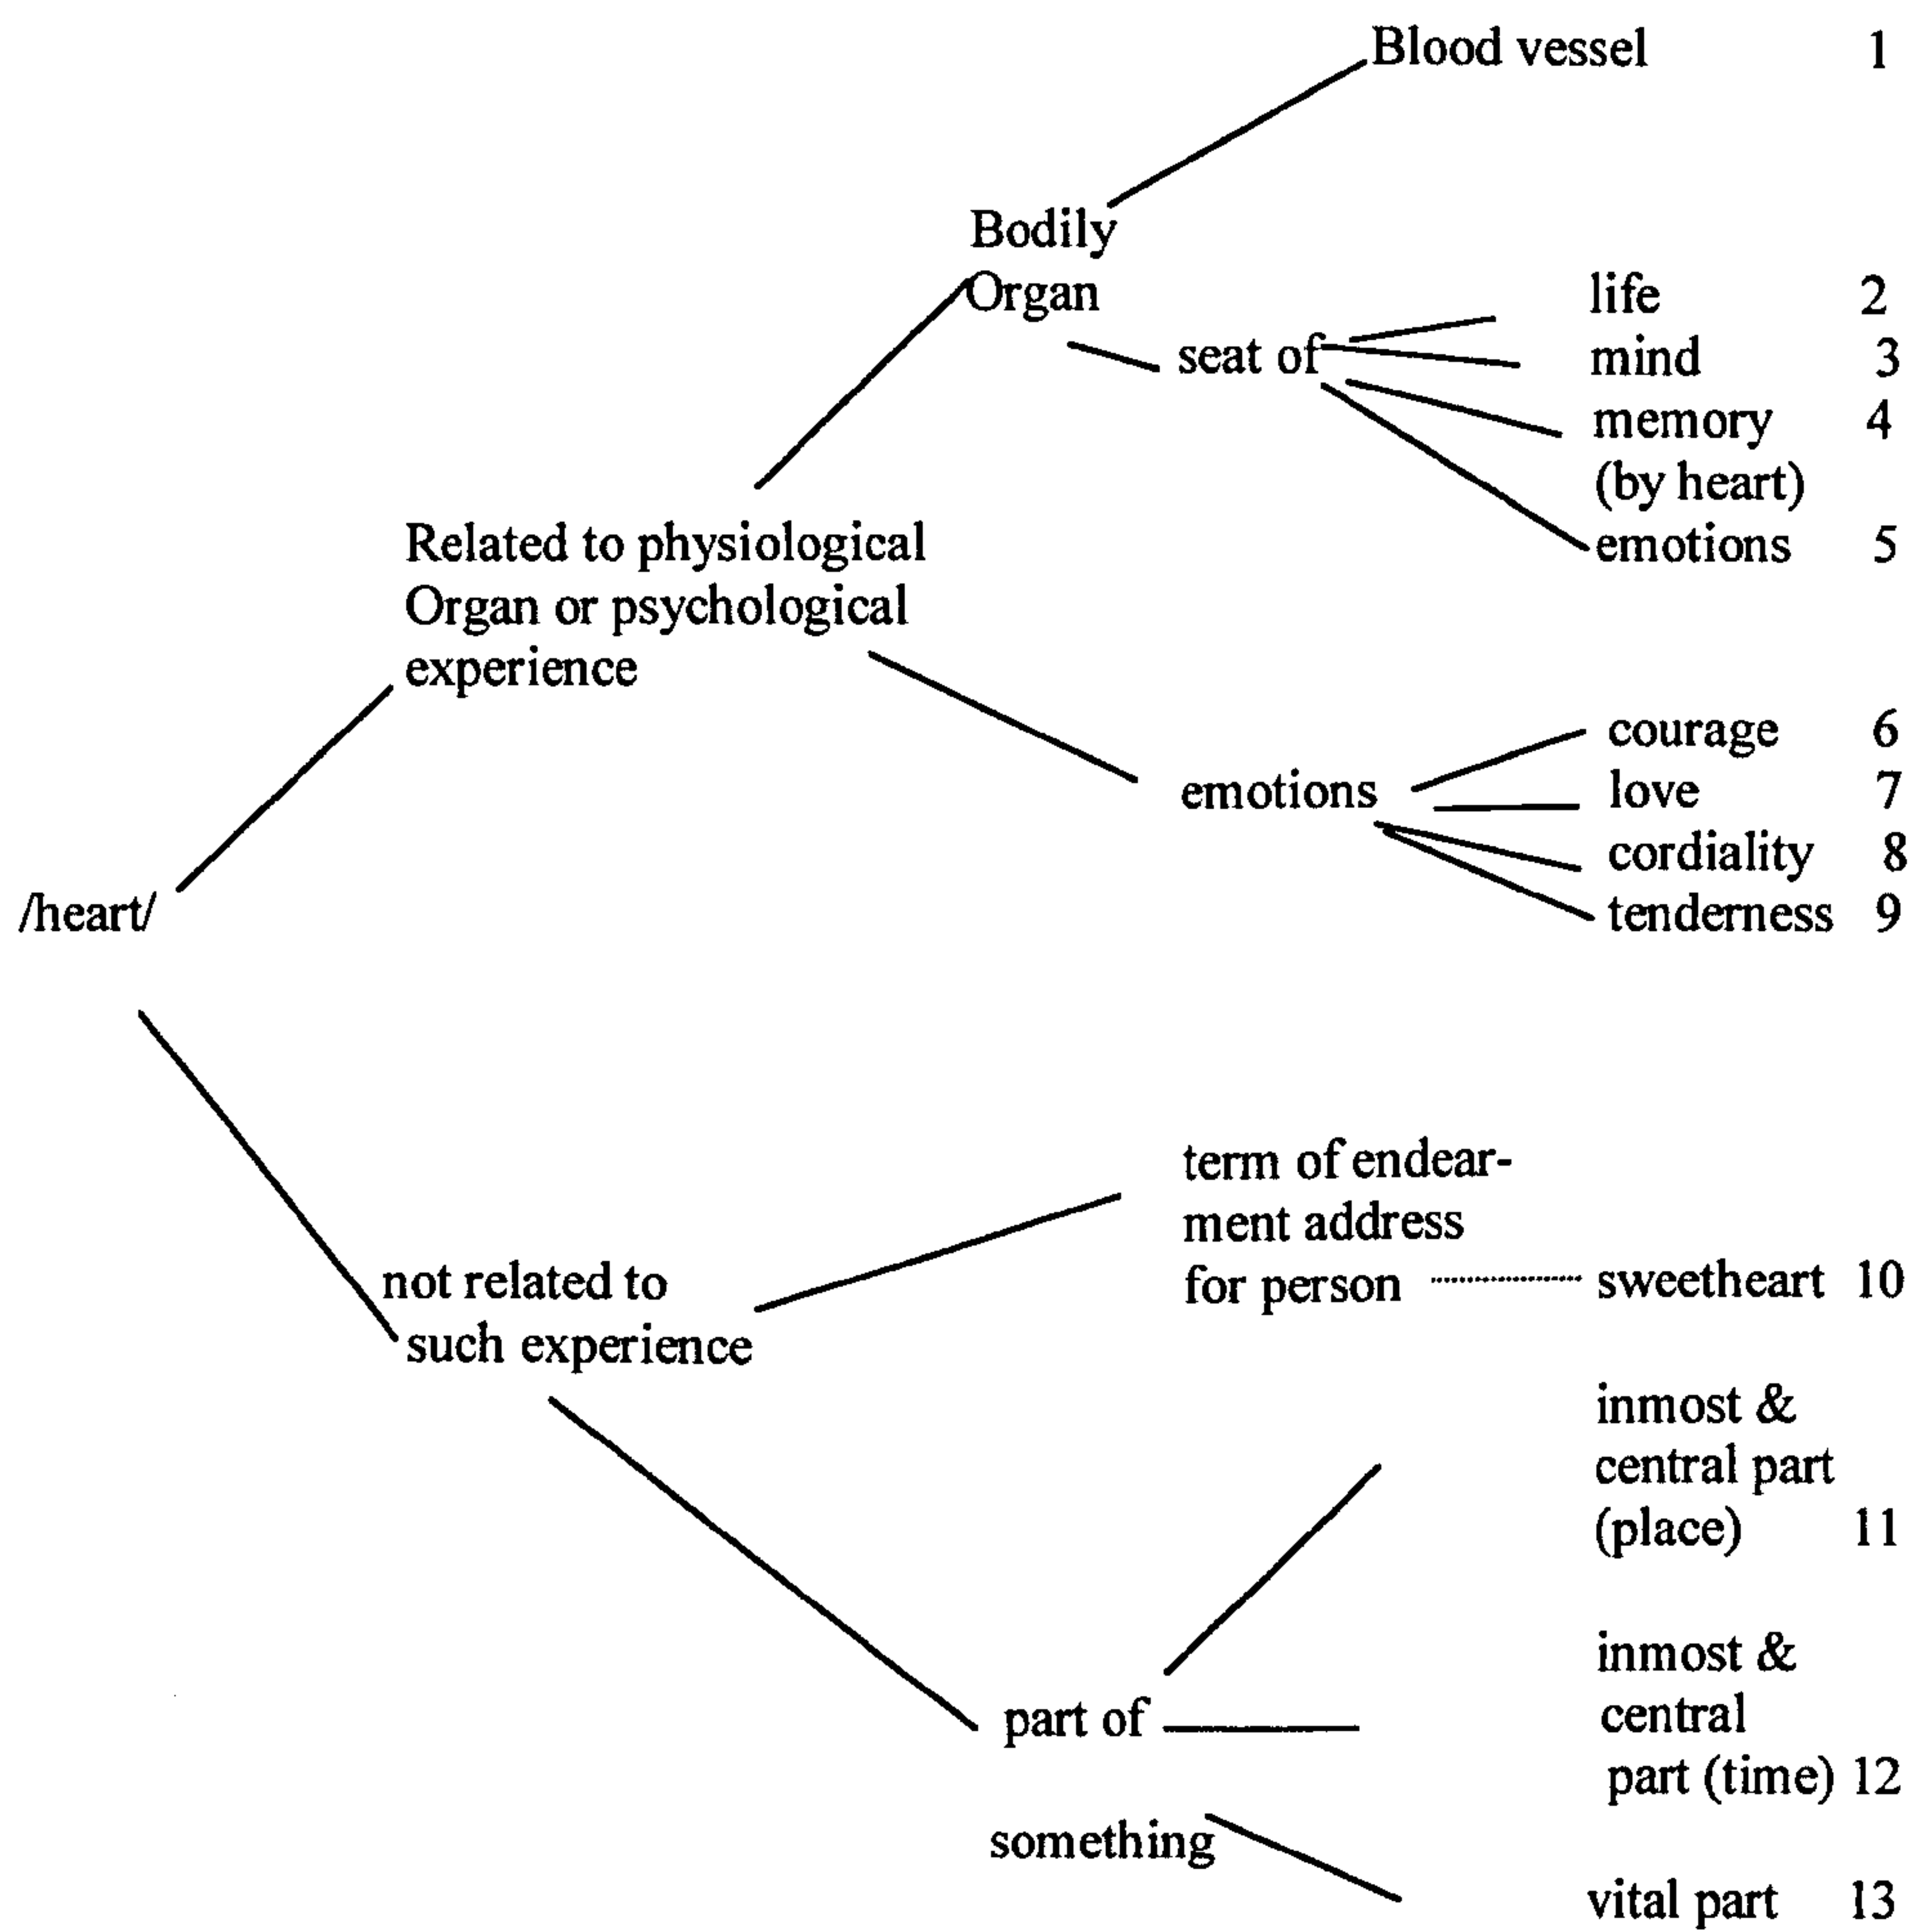 Blood vessel 1
Bodily
Organ
life 2
seat of mind 3
memory 4
(by heart)
emotions 5
Related to physiological
Organ or psychological
experience
courage 6
emotions love 7
cordiality 8
tenderness 9
/heart/
term of endear-
ment address
for person sweetheart 10
not related to
such experience
inmost &
central part
(place) 11
inmost &
central
part (time) 12
part of
something
vital part 13